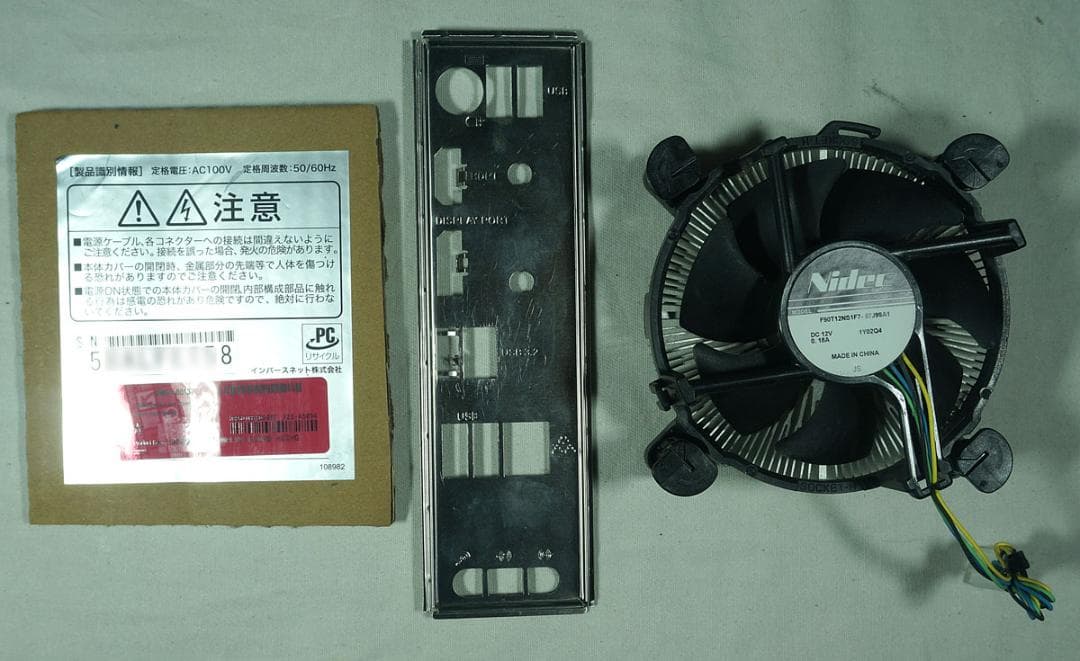 【製品識別情報】 定格電圧:AC100V 定格周波数:50/60Hz
注意
■電源ケーブル、各コネクターへの接続は間違えないように
ご注意ください。接続を誤った場合、発火の危険があります。
■本体カバーの開閉時、金属部分の先端等で人体を傷つけ
る恐れがありますのでご注意ください。
■電源ON状態での本体カバーの開閉、内部構成部品に触れ
る行為は感電の恐れがあり危険ですので、絶対に行わな
いでください。
S/N
5 8
PC
リサイクル
インバースネット株式会社
108982
USB
DISPLAY PORT
USB 3.2
USB
Nidec
MODEL
DC 12V
0.18A
1Y02Q4
MADE IN CHINA
JS